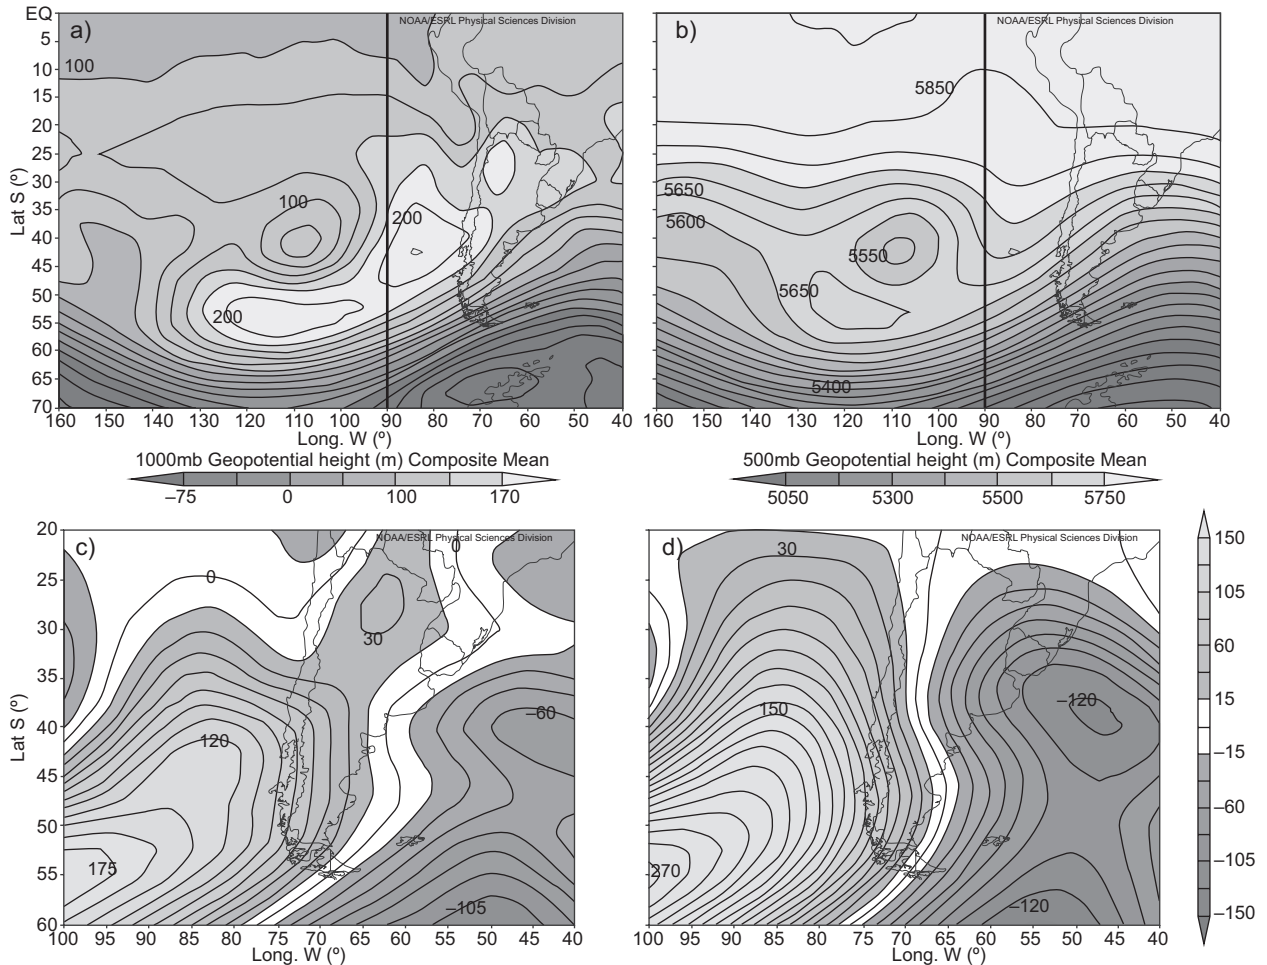 a)
NOAA/ESRL Physical Sciences Division
EQ
5
10
15
20
25
30
35
40
45
50
55
60
65
70
Lat S (º)
100
100
200
200
160 150 140 130 120 110 100 90 80 70 60 50 40
Long. W (º)
1000mb Geopotential height (m) Composite Mean
–75 0 100 170
b)
NOAA/ESRL Physical Sciences Division
5850
5650
5600
5550
5650
5400
160 150 140 130 120 110 100 90 80 70 60 50 40
Long. W (º)
500mb Geopotential height (m) Composite Mean
5050 5300 5500 5750
c)
NOAA/ESRL Physical Sciences Division
20
25
30
35
40
45
50
55
60
Lat S (º)
0
0
30
120
–60
175
–105
100 95 90 85 80 75 70 65 60 55 50 45 40
Long. W (º)
d)
NOAA/ESRL Physical Sciences Division
30
150
–120
270
–120
100 95 90 85 80 75 70 65 60 55 50 45 40
Long. W (º)
150
105
60
15
–15
–60
–105
–150